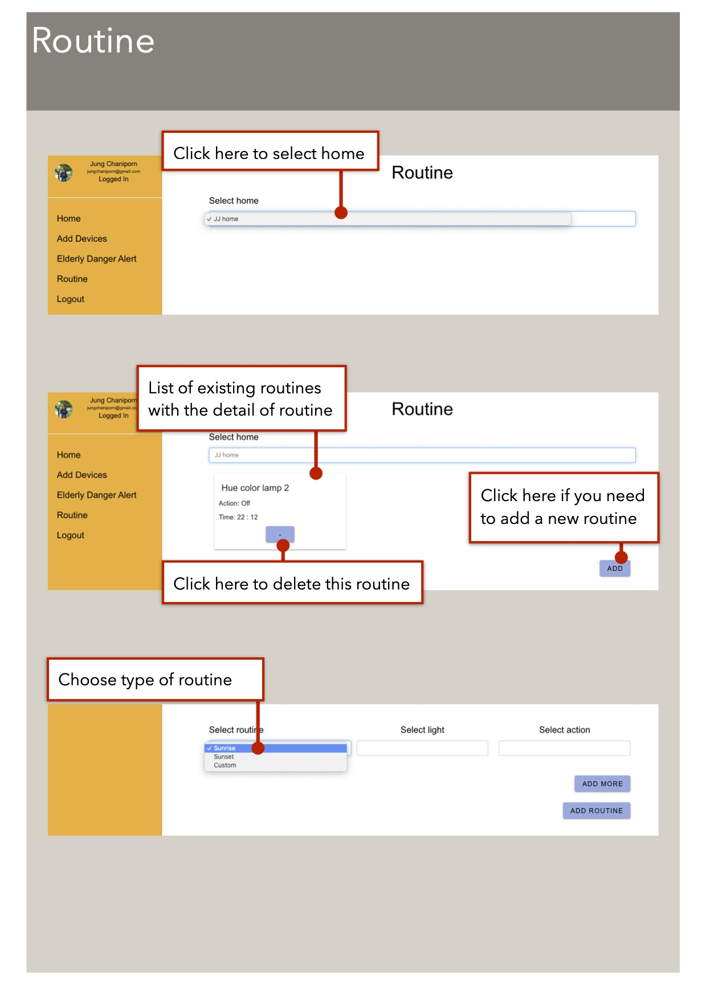 Routine
Click here to select home
Jung Chaniporn
jungchaniporn@gmail.com
Logged In
Routine
Select home
✓ JJ home
Home
Add Devices
Elderly Danger Alert
Routine
Logout
List of existing routines
with the detail of routine
Jung Chaniporn
jungchaniporn@gmail.co
Logged In
Routine
Select home
JJ home
Home
Add Devices
Elderly Danger Alert
Routine
Logout
Hue color lamp 2
Action: Off
Time: 22 : 12
-
Click here if you need
to add a new routine
ADD
Click here to delete this routine
Choose type of routine
Select routine
Select light
Select action
✓ Sunrise
Sunset
Custom
ADD MORE
ADD ROUTINE